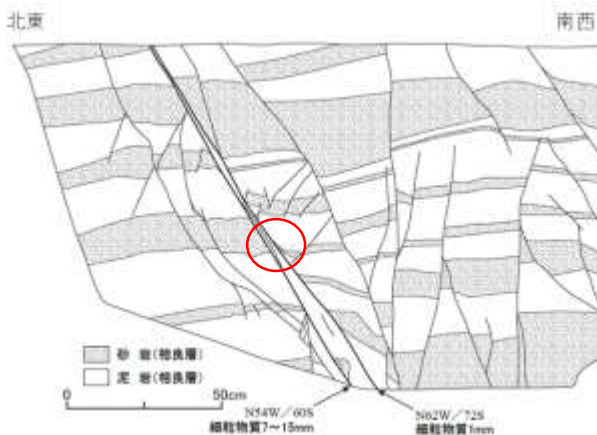 北東
南西
砂 岩(相良層)
泥 岩(相良層)
0 50cm
N54W/60S
細粒物質7~15mm
N62W/72S
細粒物質1mm